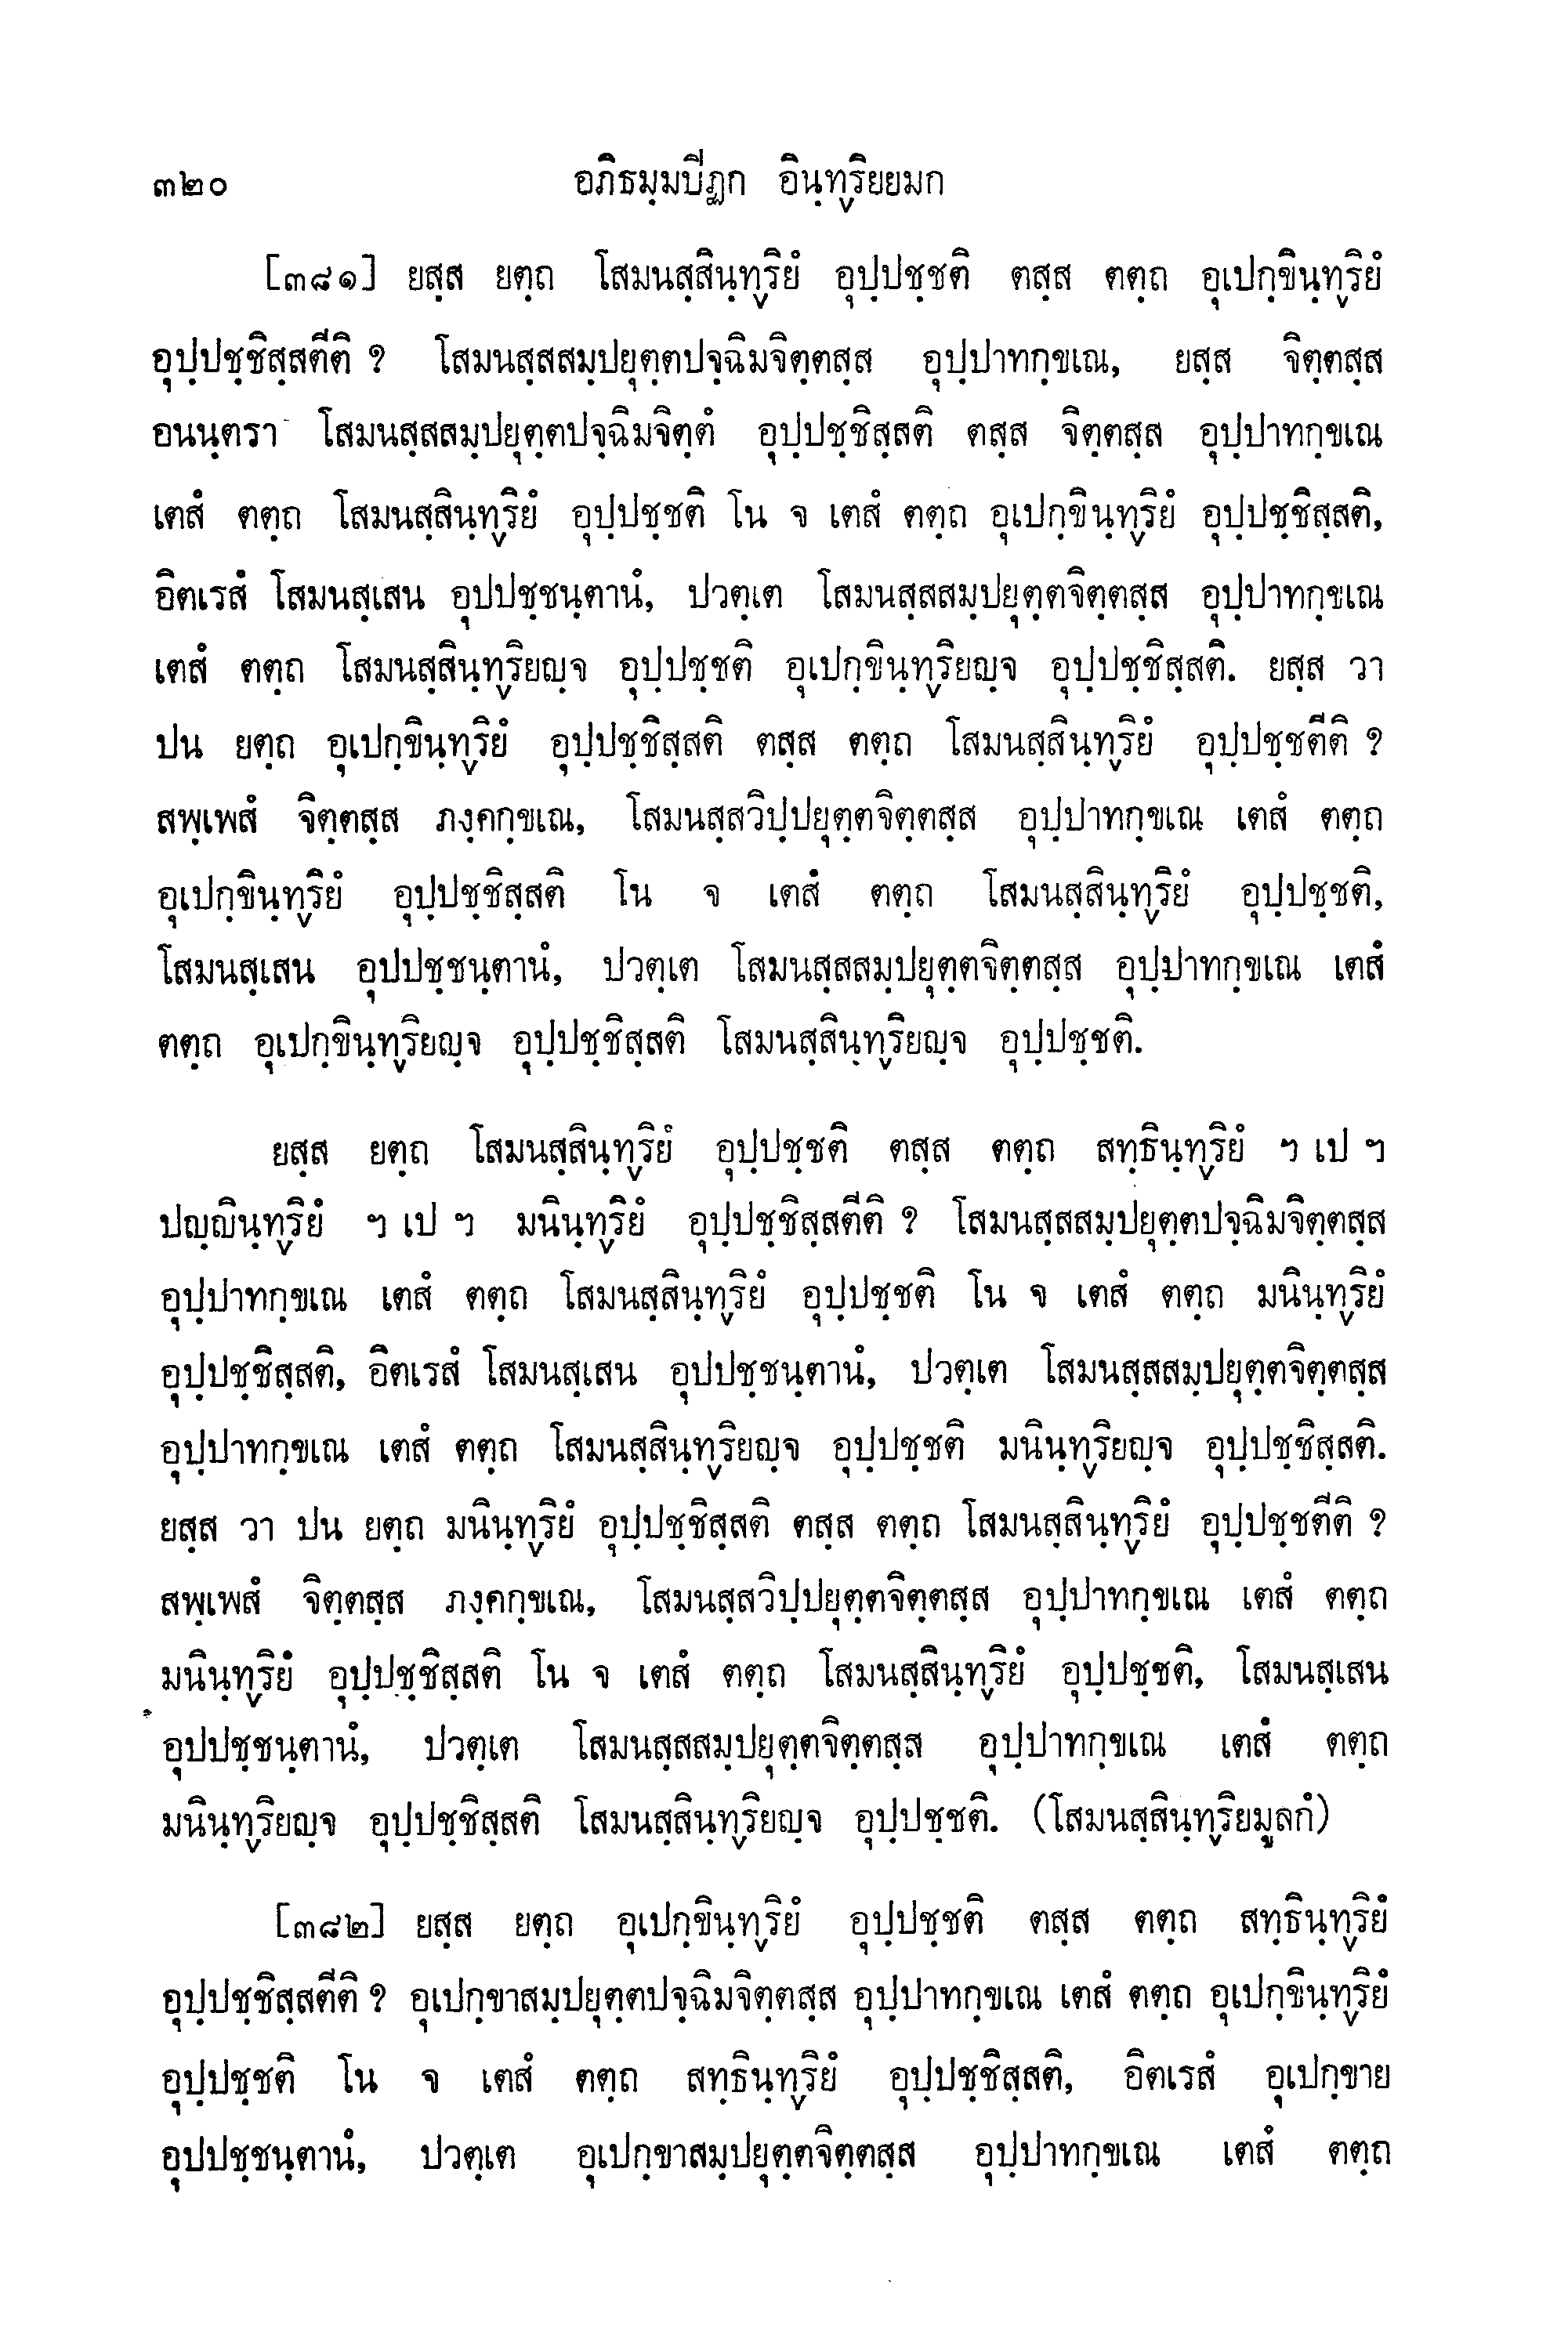 ๓๒๐ อภิธมฺมปิฏก อินฺทฺริยยมก
[๓๘๑] ยสฺส ยตฺถ โสมนสฺสินฺทฺริยํ อุปฺปชฺชติ ตสฺส ตตฺถ อุเปกฺขินฺทฺริยํ
อุปฺปชฺชิสฺสตีติ ? โสมนสฺสสมฺปยุตฺตปจฺฉิมจิตฺตสฺส อุปฺปาทกฺขเณ, ยสฺส จิตฺตสฺส
อนนฺตรา โสมนสฺสสมฺปยุตฺตปจฺฉิมจิตฺตํ อุปฺปชฺชิสฺสติ ตสฺส จิตฺตสฺส อุปฺปาทกฺขเณ
เตสํ ตตฺถ โสมนสฺสินฺทฺริยํ อุปฺปชฺชติ โน จ เตสํ ตตฺถ อุเปกฺขินฺทฺริยํ อุปฺปชฺชิสฺสติ,
อิตเรสํ โสมนสฺเสน อุปปชฺชนฺตานํ, ปวตฺเต โสมนสฺสสมฺปยุตฺตจิตฺตสฺส อุปฺปาทกฺขเณ
เตสํ ตตฺถ โสมนสฺสินฺทฺริยญฺจ อุปฺปชฺชติ อุเปกฺขินฺทฺริยญฺจ อุปฺปชฺชิสฺสติ. ยสฺส วา
ปน ยตฺถ อุเปกฺขินฺทฺริยํ อุปฺปชฺชิสฺสติ ตสฺส ตตฺถ โสมนสฺสินฺทฺริยํ อุปฺปชฺชตีติ ?
สพฺเพสํ จิตฺตสฺส ภงฺคกฺขเณ, โสมนสฺสวิปฺปยุตฺตจิตฺตสฺส อุปฺปาทกฺขเณ เตสํ ตตฺถ
อุเปกฺขินฺทฺริยํ อุปฺปชฺชิสฺสติ โน จ เตสํ ตตฺถ โสมนสฺสินฺทฺริยํ อุปฺปชฺชติ,
โสมนสฺเสน อุปปชฺชนฺตานํ, ปวตฺเต โสมนสฺสสมฺปยุตฺตจิตฺตสฺส อุปฺปาทกฺขเณ เตสํ
ตตฺถ อุเปกฺขินฺทฺริยญฺจ อุปฺปชฺชิสฺสติ โสมนสฺสินฺทฺริยญฺจ อุปฺปชฺชติ.
ยสฺส ยตฺถ โสมนสฺสินฺทฺริยํ อุปฺปชฺชติ ตสฺส ตตฺถ สทฺธินฺทฺริยํ ฯ เป ฯ
ปญฺญินฺทฺริยํ ฯ เป ฯ มนินฺทฺริยํ อุปฺปชฺชิสฺสตีติ ? โสมนสฺสสมฺปยุตฺตปจฺฉิมจิตฺตสฺส
อุปฺปาทกฺขเณ เตสํ ตตฺถ โสมนสฺสินฺทฺริยํ อุปฺปชฺชติ โน จ เตสํ ตตฺถ มนินฺทฺริยํ
อุปฺปชฺชิสฺสติ, อิตเรสํ โสมนสฺเสน อุปปชฺชนฺตานํ, ปวตฺเต โสมนสฺสสมฺปยุตฺตจิตฺตสฺส
อุปฺปาทกฺขเณ เตสํ ตตฺถ โสมนสฺสินฺทฺริยญฺจ อุปฺปชฺชติ มนินฺทฺริยญฺจ อุปฺปชฺชิสฺสติ.
ยสฺส วา ปน ยตฺถ มนินฺทฺริยํ อุปฺปชฺชิสฺสติ ตสฺส ตตฺถ โสมนสฺสินฺทฺริยํ อุปฺปชฺชตีติ ?
สพฺเพสํ จิตฺตสฺส ภงฺคกฺขเณ, โสมนสฺสวิปฺปยุตฺตจิตฺตสฺส อุปฺปาทกฺขเณ เตสํ ตตฺถ
มนินฺทฺริยํ อุปฺปชฺชิสฺสติ โน จ เตสํ ตตฺถ โสมนสฺสินฺทฺริยํ อุปฺปชฺชติ, โสมนสฺเสน
อุปปชฺชนฺตานํ, ปวตฺเต โสมนสฺสสมฺปยุตฺตจิตฺตสฺส อุปฺปาทกฺขเณ เตสํ ตตฺถ
มนินฺทฺริยญฺจ อุปฺปชฺชิสฺสติ โสมนสฺสินฺทฺริยญฺจ อุปฺปชฺชติ. (โสมนสฺสินฺทฺริยมูลกํ)
[๓๘๒] ยสฺส ยตฺถ อุเปกฺขินฺทฺริยํ อุปฺปชฺชติ ตสฺส ตตฺถ สทฺธินฺทฺริยํ
อุปฺปชฺชิสฺสตีติ ? อุเปกฺขาสมฺปยุตฺตปจฺฉิมจิตฺตสฺส อุปฺปาทกฺขเณ เตสํ ตตฺถ อุเปกฺขินฺทฺริยํ
อุปฺปชฺชติ โน จ เตสํ ตตฺถ สทฺธินฺทฺริยํ อุปฺปชฺชิสฺสติ, อิตเรสํ อุเปกฺขาย
อุปปชฺชนฺตานํ, ปวตฺเต อุเปกฺขาสมฺปยุตฺตจิตฺตสฺส อุปฺปาทกฺขเณ เตสํ ตตฺถ